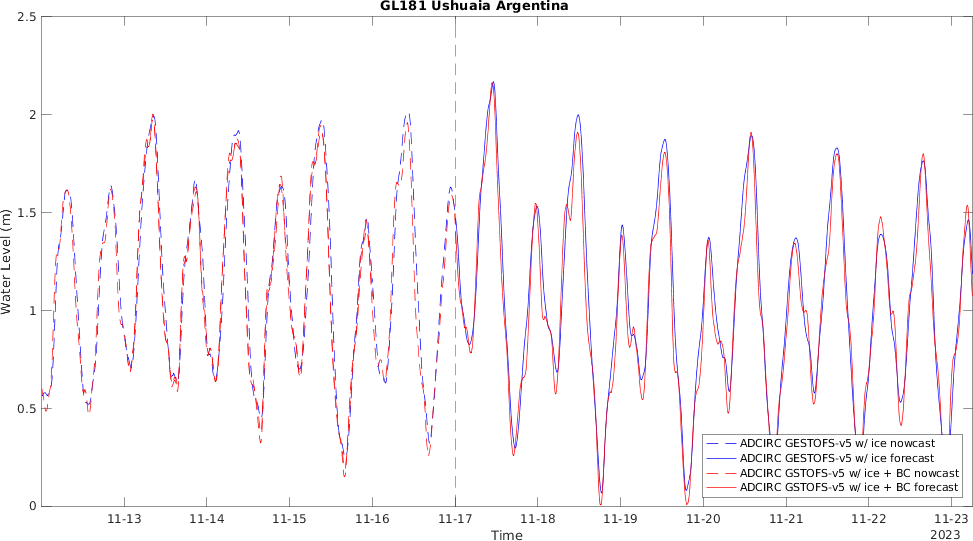 GL181 Ushuaia Argentina
2.5
2
1.5
1
0.5
0
Water Level (m)
ADCIRC GESTOFS-v5 w/ ice nowcast
ADCIRC GESTOFS-v5 w/ ice forecast
ADCIRC GSTOFS-v5 w/ ice + BC nowcast
ADCIRC GSTOFS-v5 w/ ice + BC forecast
11-13 11-14 11-15 11-16 11-17 11-18 11-19 11-20 11-21 11-22 11-23
Time 2023